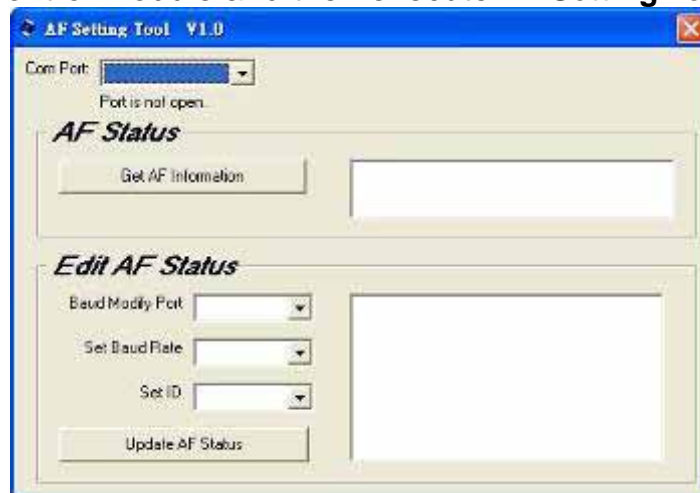 AF Setting Tool V1.0
Com Port:
Port is not open.
AF Status
Get AF Information
Edit AF Status
Baud Modify Port
Set Baud Rate
Set ID
Update AF Status